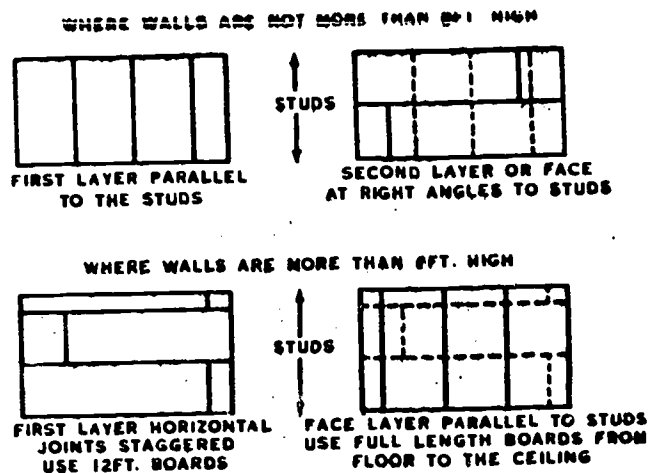 WHERE WALLS ARE NOT MORE THAN 8FT HIGH
STUDS
FIRST LAYER PARALLEL
TO THE STUDS
SECOND LAYER OR FACE
AT RIGHT ANGLES TO STUDS
WHERE WALLS ARE MORE THAN 8FT. HIGH
STUDS
FIRST LAYER HORIZONTAL
JOINTS STAGGERED
USE 12FT. BOARDS
FACE LAYER PARALLEL TO STUDS
USE FULL LENGTH BOARDS FROM
FLOOR TO THE CEILING